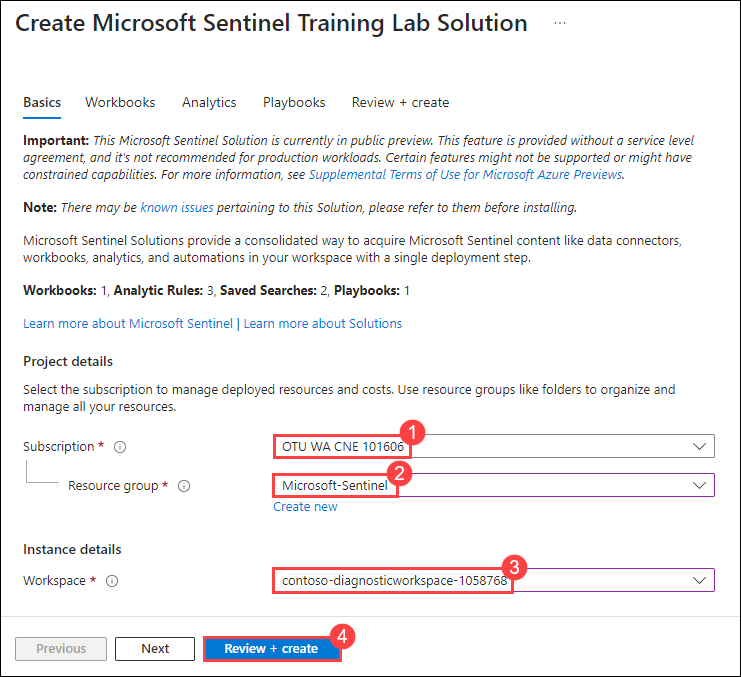 Create Microsoft Sentinel Training Lab Solution ...
Basics Workbooks Analytics Playbooks Review + create
Important: This Microsoft Sentinel Solution is currently in public preview. This feature is provided without a service level
agreement, and it's not recommended for production workloads. Certain features might not be supported or might have
constrained capabilities. For more information, see Supplemental Terms of Use for Microsoft Azure Previews.
Note: There may be known issues pertaining to this Solution, please refer to them before installing.
Microsoft Sentinel Solutions provide a consolidated way to acquire Microsoft Sentinel content like data connectors,
workbooks, analytics, and automations in your workspace with a single deployment step.
Workbooks: 1, Analytic Rules: 3, Saved Searches: 2, Playbooks: 1
Learn more about Microsoft Sentinel | Learn more about Solutions
Project details
Select the subscription to manage deployed resources and costs. Use resource groups like folders to organize and
manage all your resources.
Subscription * OTU WA CNE 101606 1
Resource group * Microsoft-Sentinel 2
Create new
Instance details
Workspace * contoso-diagnosticworkspace-1058768 3
Previous Next Review + create 4